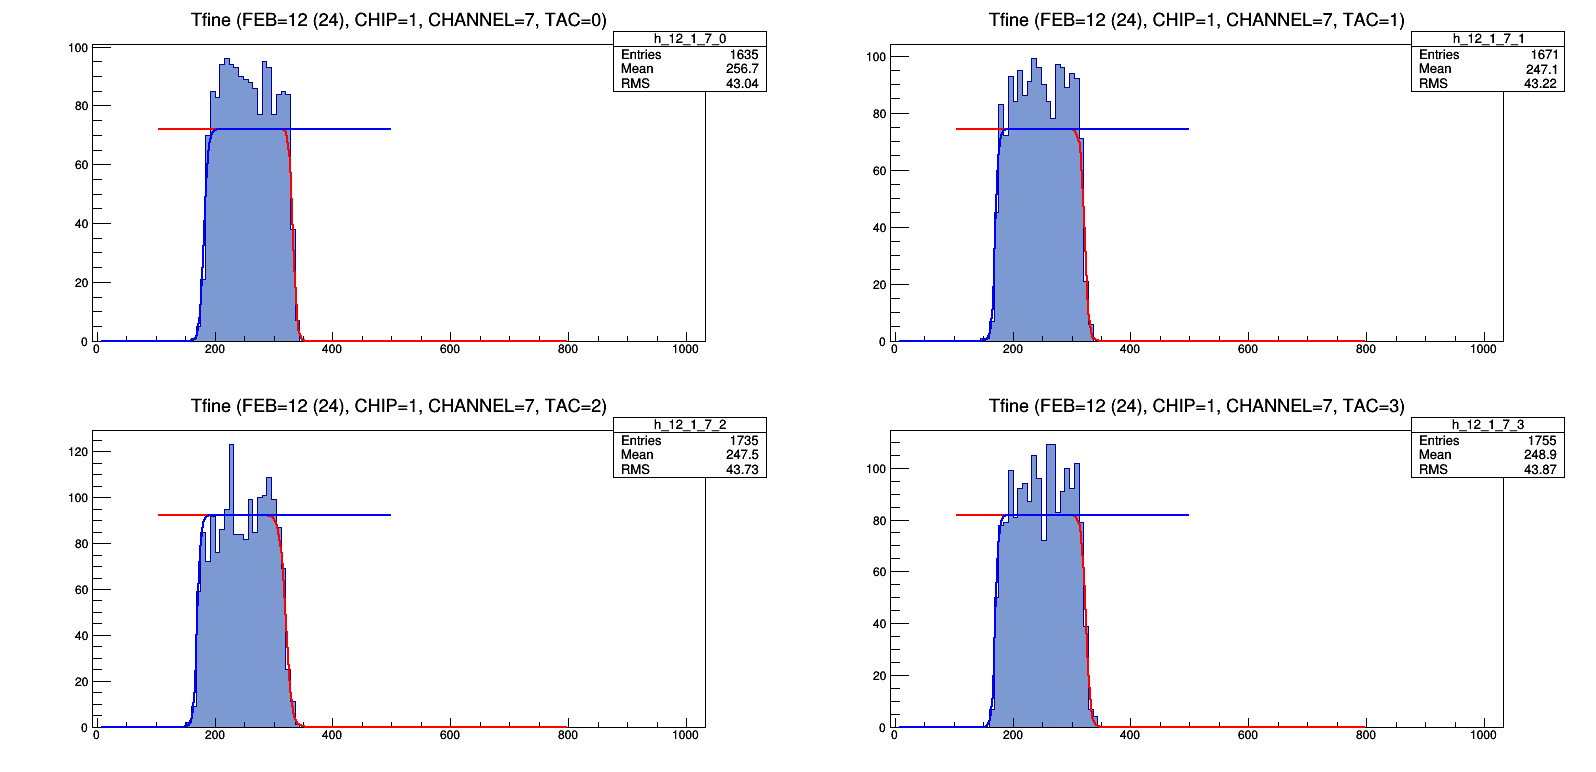 Tfine (FEB=12 (24), CHIP=1, CHANNEL=7, TAC=0)
h_12_1_7_0
Entries 1635
Mean 256.7
RMS 43.04
100
80
60
40
20
0
0 200 400 600 800 1000
Tfine (FEB=12 (24), CHIP=1, CHANNEL=7, TAC=1)
h_12_1_7_1
Entries 1671
Mean 247.1
RMS 43.22
100
80
60
40
20
0
0 200 400 600 800 1000
Tfine (FEB=12 (24), CHIP=1, CHANNEL=7, TAC=2)
h_12_1_7_2
Entries 1735
Mean 247.5
RMS 43.73
120
100
80
60
40
20
0
0 200 400 600 800 1000
Tfine (FEB=12 (24), CHIP=1, CHANNEL=7, TAC=3)
h_12_1_7_3
Entries 1755
Mean 248.9
RMS 43.87
100
80
60
40
20
0
0 200 400 600 800 1000